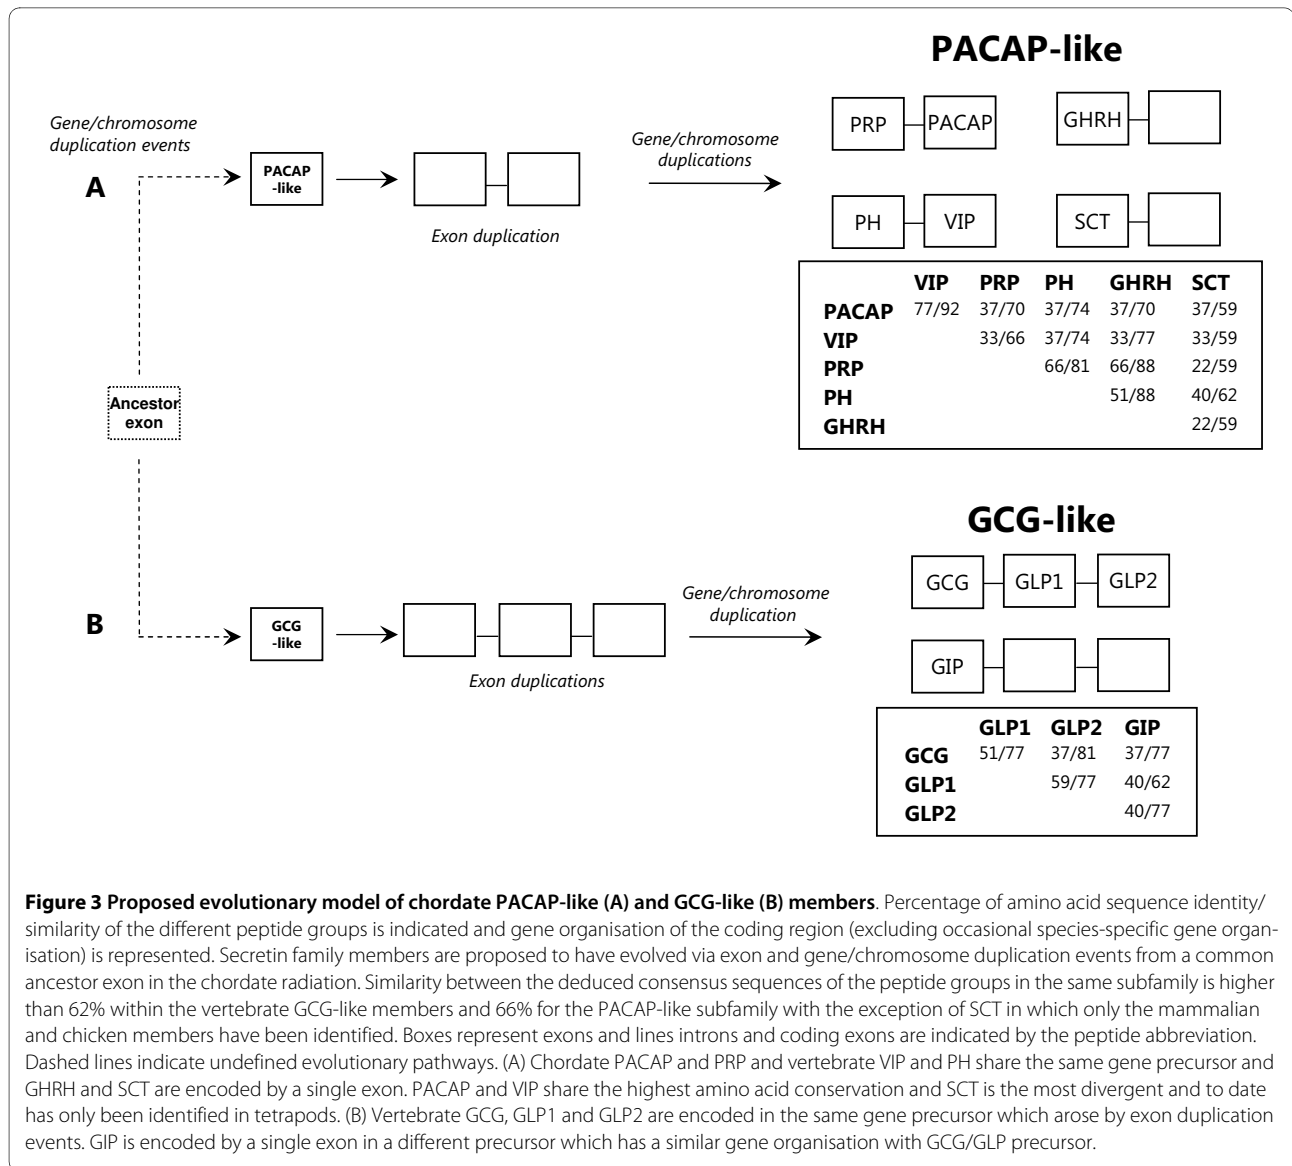 PACAP-like
Gene/chromosome
duplication events
A
PACAP
-like
Exon duplication
Gene/chromosome
duplications
PRP PACAP GHRH
PH VIP SCT
VIP PRP PH GHRH SCT
PACAP 77/92 37/70 37/74 37/70 37/59
VIP 33/66 37/74 33/77 33/59
PRP 66/81 66/88 22/59
PH 51/88 40/62
GHRH 22/59
Ancestor
exon
GCG-like
B
GCG
-like
Exon duplications
Gene/chromosome
duplication
GCG GLP1 GLP2
GIP
GLP1 GLP2 GIP
GCG 51/77 37/81 37/77
GLP1 59/77 40/62
GLP2 40/77
Figure 3 Proposed evolutionary model of chordate PACAP-like (A) and GCG-like (B) members. Percentage of amino acid sequence identity/
similarity of the different peptide groups is indicated and gene organisation of the coding region (excluding occasional species-specific gene organ-
isation) is represented. Secretin family members are proposed to have evolved via exon and gene/chromosome duplication events from a common
ancestor exon in the chordate radiation. Similarity between the deduced consensus sequences of the peptide groups in the same subfamily is higher
than 62% within the vertebrate GCG-like members and 66% for the PACAP-like subfamily with the exception of SCT in which only the mammalian
and chicken members have been identified. Boxes represent exons and lines introns and coding exons are indicated by the peptide abbreviation.
Dashed lines indicate undefined evolutionary pathways. (A) Chordate PACAP and PRP and vertebrate VIP and PH share the same gene precursor and
GHRH and SCT are encoded by a single exon. PACAP and VIP share the highest amino acid conservation and SCT is the most divergent and to date
has only been identified in tetrapods. (B) Vertebrate GCG, GLP1 and GLP2 are encoded in the same gene precursor which arose by exon duplication
events. GIP is encoded by a single exon in a different precursor which has a similar gene organisation with GCG/GLP precursor.